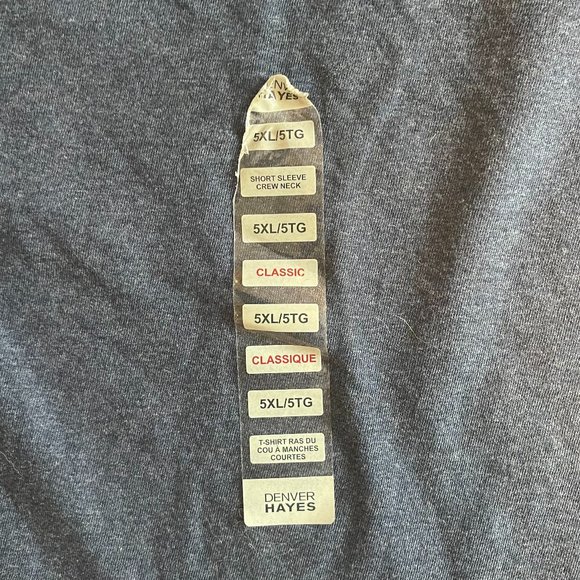 HAYES
5XL/5TG
SHORT SLEEVE
CREW NECK
5XL/5TG
CLASSIC
5XL/5TG
CLASSIQUE
5XL/5TG
T-SHIRT RAS DU
COU À MANCHES
COURTES
DENVER
HAYES